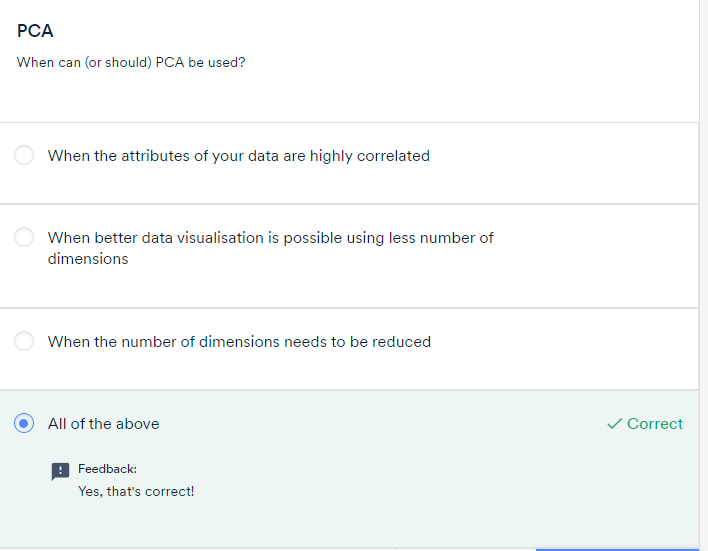 PCA
When can (or should) PCA be used?
When the attributes of your data are highly correlated
When better data visualisation is possible using less number of
dimensions
When the number of dimensions needs to be reduced
All of the above
Correct
Feedback:
Yes, that's correct!